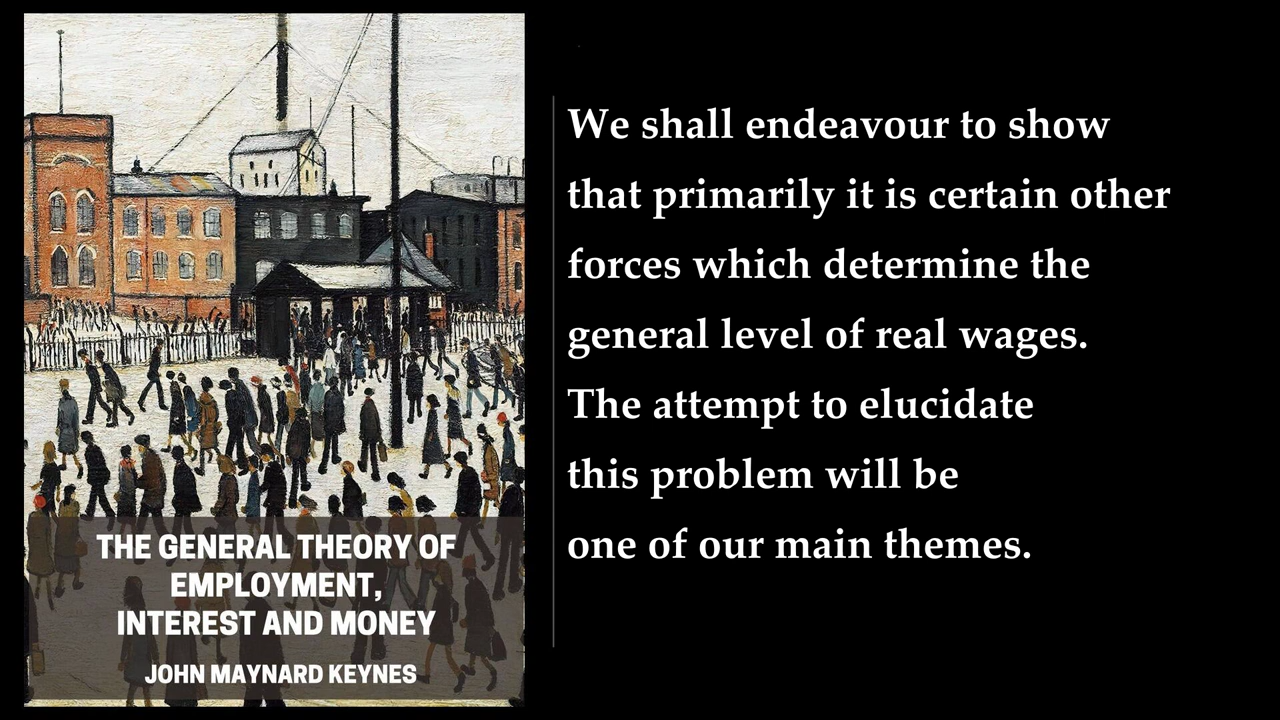 THE GENERAL THEORY OF
EMPLOYMENT,
INTEREST AND MONEY
JOHN MAYNARD KEYNES
We shall endeavour to show
that primarily it is certain other
forces which determine the
general level of real wages.
The attempt to elucidate
this problem will be
one of our main themes.